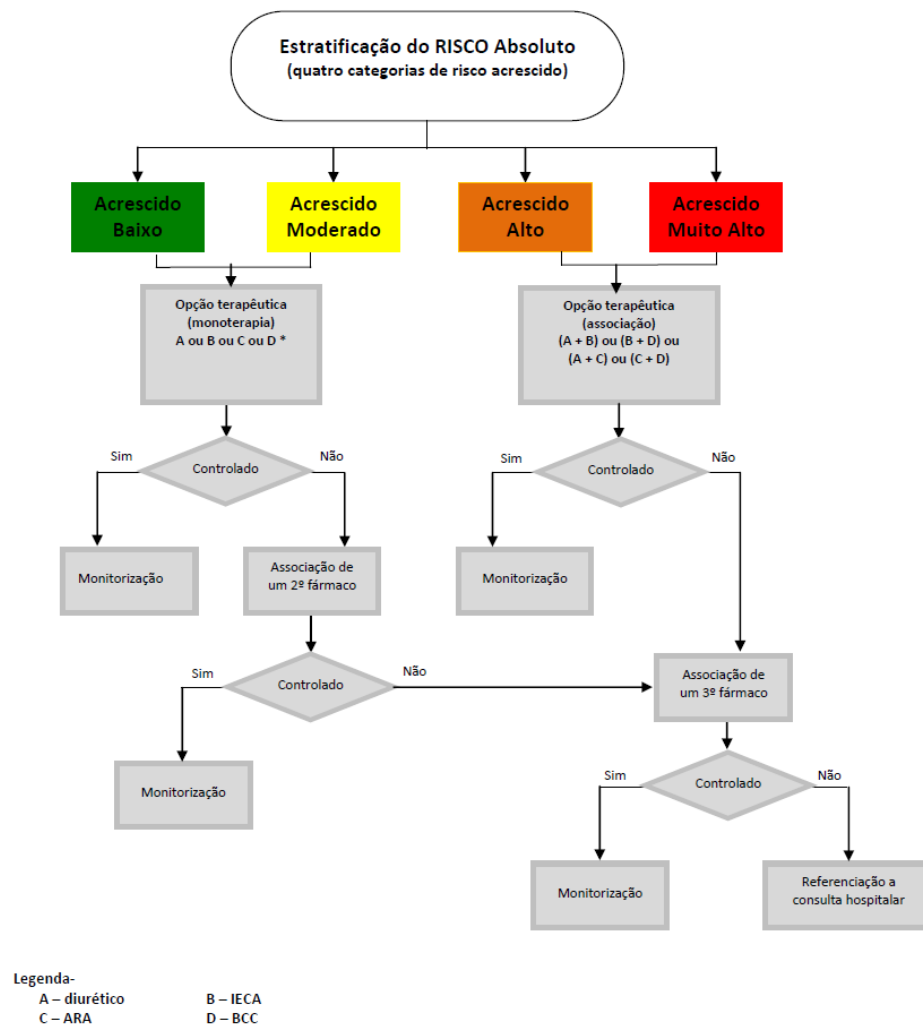 Estratificação do RISCO Absoluto
(quatro categorias de risco acrescido)
Acrescido
Baixo
Acrescido
Moderado
Acrescido
Alto
Acrescido
Muito Alto
Opção terapêutica
(monoterapia)
A ou B ou C ou D *
Opção terapêutica
(associação)
(A + B) ou (B + D) ou
(A + C) ou (C + D)
Sim
Controlado
Não
Sim
Controlado
Não
Monitorização
Associação de
um 2º fármaco
Monitorização
Sim
Controlado
Não
Associação de
um 3º fármaco
Monitorização
Sim
Controlado
Não
Monitorização
Referenciação a
consulta hospitalar
Legenda-
A – diurético B – IECA
C – ARA D – BCC